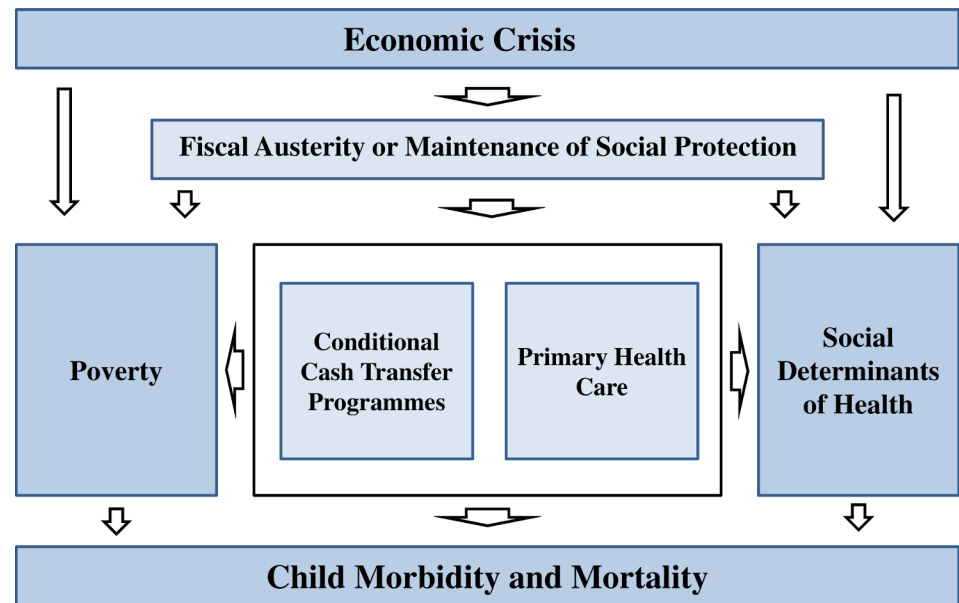 Economic Crisis
Fiscal Austerity or Maintenance of Social Protection
Poverty
Conditional
Cash Transfer
Programmes
Primary Health
Care
Social
Determinants
of Health
Child Morbidity and Mortality